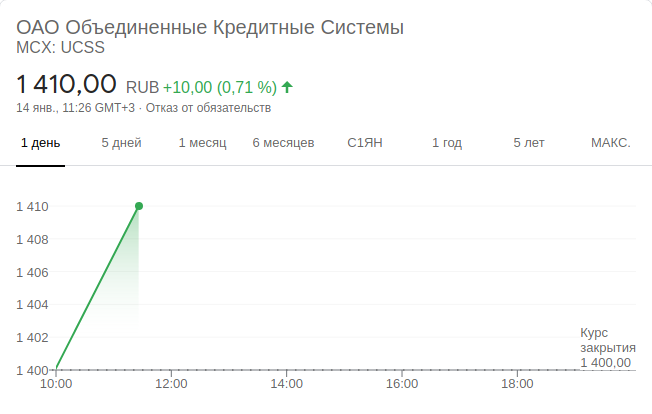 ОАО Объединенные Кредитные Системы
MCX: UCSS
1 410,00 RUB +10,00 (0,71 %)
14 янв., 11:26 GMT+3 · Отказ от обязательств
1 день 5 дней 1 месяц 6 месяцев С1ЯН 1 год 5 лет МАКС.
1 410
1 408
1 406
1 404
1 402
Курс
закрытия
1 400,00
1 400
10:00 12:00 14:00 16:00 18:00